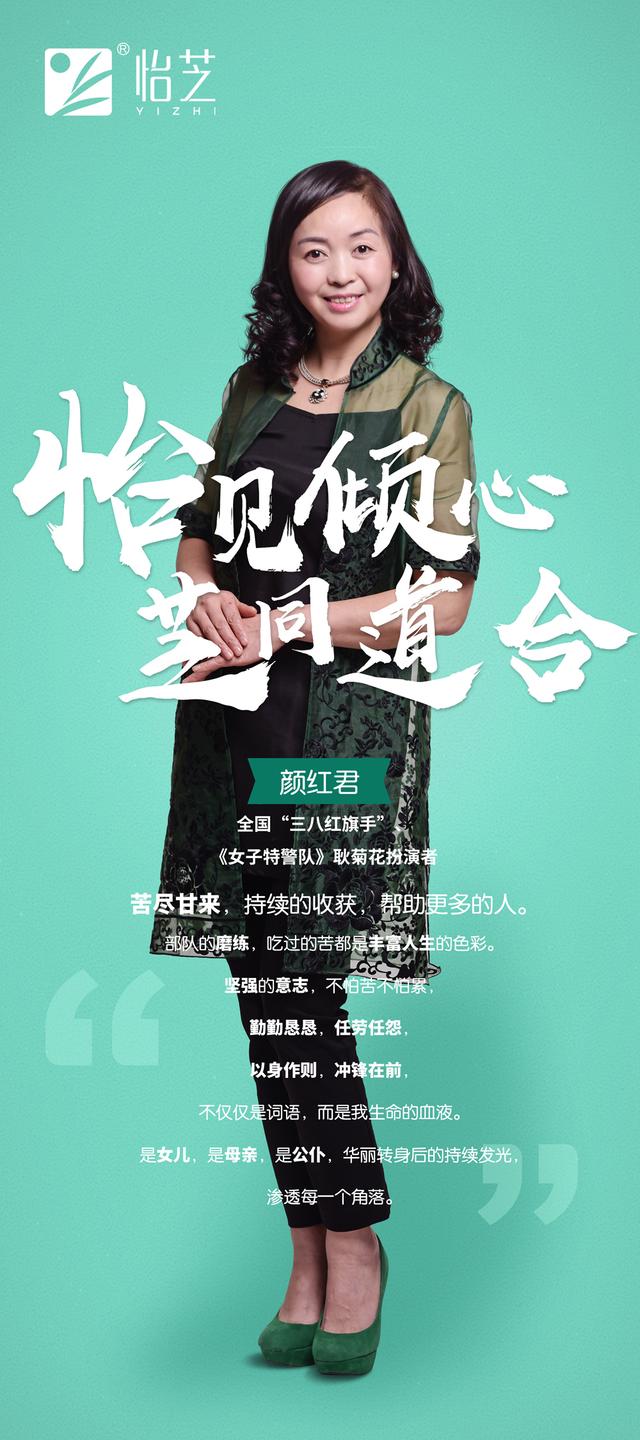 怡芝
YIZHI
怡见倾心
芝同道合
颜红君
全国“三八红旗手”、
《女子特警队》耿菊花扮演者
苦尽甘来，持续的收获，帮助更多的人。
部队的磨练，吃过的苦都是丰富人生的色彩。
坚强的意志，不怕苦不怕累，
勤勤恳恳，任劳任怨，
以身作则，冲锋在前，
不仅仅是词语，而是我生命的血液。
是女儿，是母亲，是公仆，华丽转身后的持续发光，
渗透每一个角落。